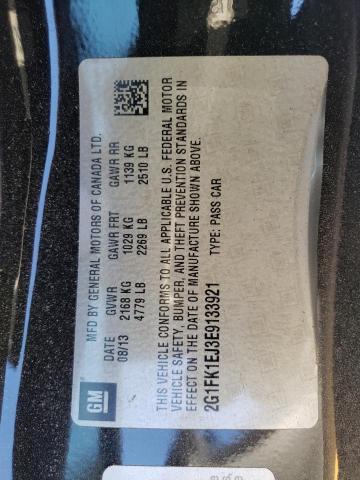 GM
MFD BY GENERAL MOTORS OF CANADA LTD.
DATE GVWR GAWR FRT GAWR RR
08/13 2168 KG 1029 KG 1139 KG
4779 LB 2269 LB 2510 LB
THIS VEHICLE CONFORMS TO ALL APPLICABLE U.S. FEDERAL MOTOR
VEHICLE SAFETY, BUMPER, AND THEFT PREVENTION STANDARDS IN
EFFECT ON THE DATE OF MANUFACTURE SHOWN ABOVE.
2G1FK1EJ3E9133921 TYPE: PASS CAR